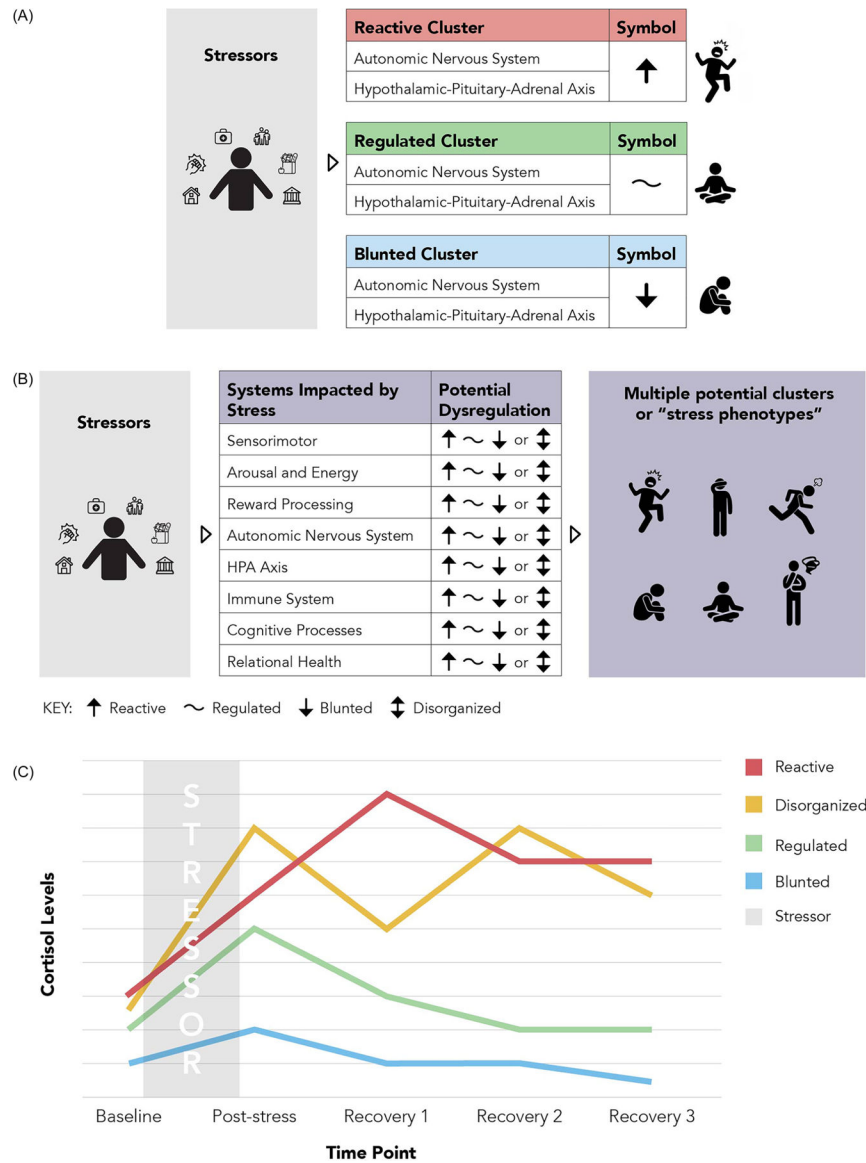 (A)
Stressors
Reactive Cluster Symbol
Autonomic Nervous System
Hypothalamic-Pituitary-Adrenal Axis
Regulated Cluster Symbol
Autonomic Nervous System
Hypothalamic-Pituitary-Adrenal Axis
Blunted Cluster Symbol
Autonomic Nervous System
Hypothalamic-Pituitary-Adrenal Axis
(B)
Stressors
Systems Impacted by
Stress
Potential
Dysregulation
Sensorimotor ↑ ~ ↓ or ↕
Arousal and Energy ↑ ~ ↓ or ↕
Reward Processing ↑ ~ ↓ or ↕
Autonomic Nervous System ↑ ~ ↓ or ↕
HPA Axis ↑ ~ ↓ or ↕
Immune System ↑ ~ ↓ or ↕
Cognitive Processes ↑ ~ ↓ or ↕
Relational Health ↑ ~ ↓ or ↕
Multiple potential clusters
or “stress phenotypes”
KEY: ↑ Reactive ~ Regulated ↓ Blunted ↕ Disorganized
(C)
Cortisol Levels
STRESSOR
Reactive
Disorganized
Regulated
Blunted
Stressor
Baseline Post-stress Recovery 1 Recovery 2 Recovery 3
Time Point